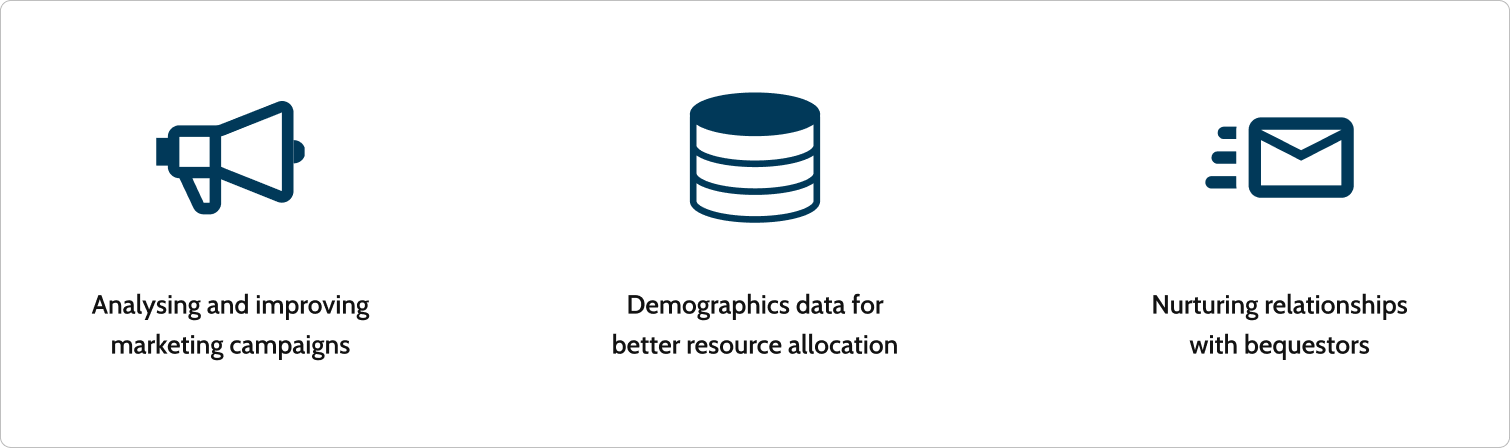 Analysing and improving
marketing campaigns
Demographics data for
better resource allocation
Nurturing relationships
with bequestors